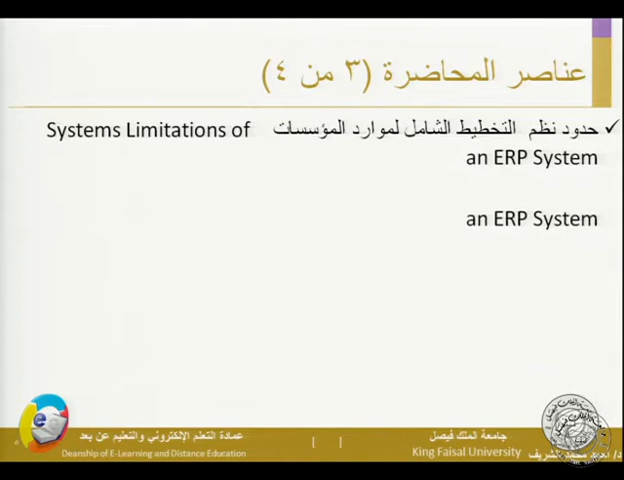 عناصر المحاضرة (٣ من ٤)
✓ حدود نظم التخطيط الشامل لموارد المؤسسات Systems Limitations of
an ERP System
an ERP System
عمادة التعلم الإلكتروني والتعليم عن بعد
Deanship of E-Learning and Distance Education
[ ]
جامعة الملك فيصل
King Faisal University
محمد الشريف